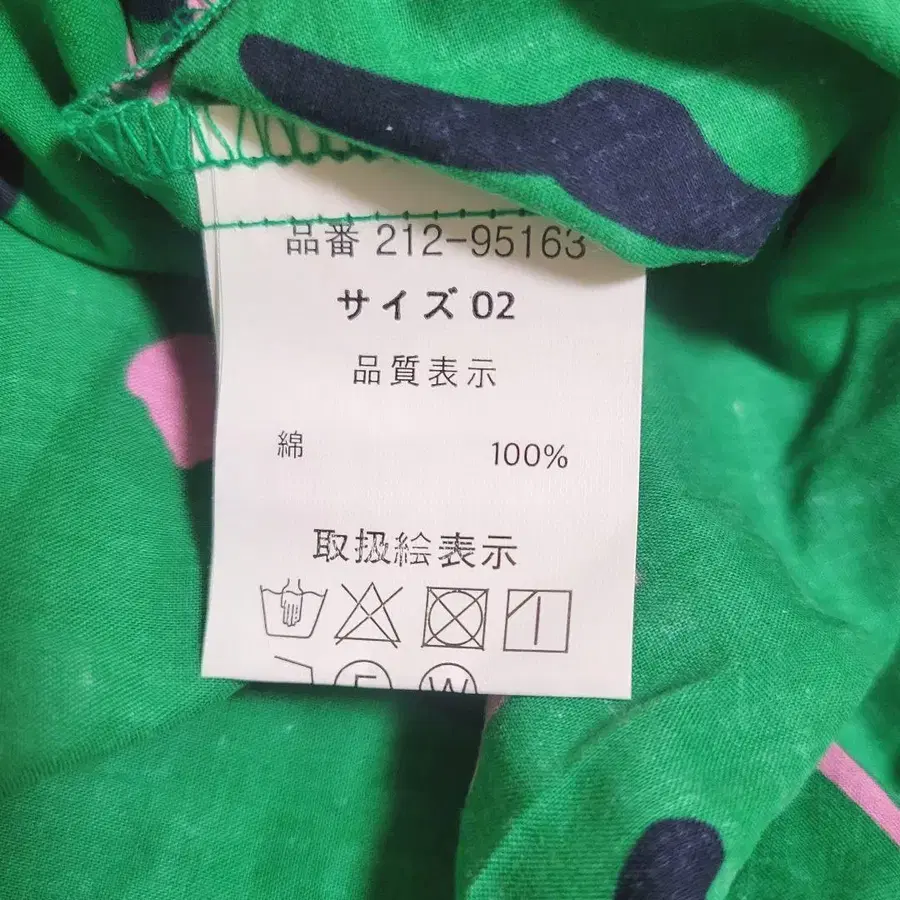 品番 212-95163
サイズ 02
品質表示
綿 100%
取扱絵表示
F W